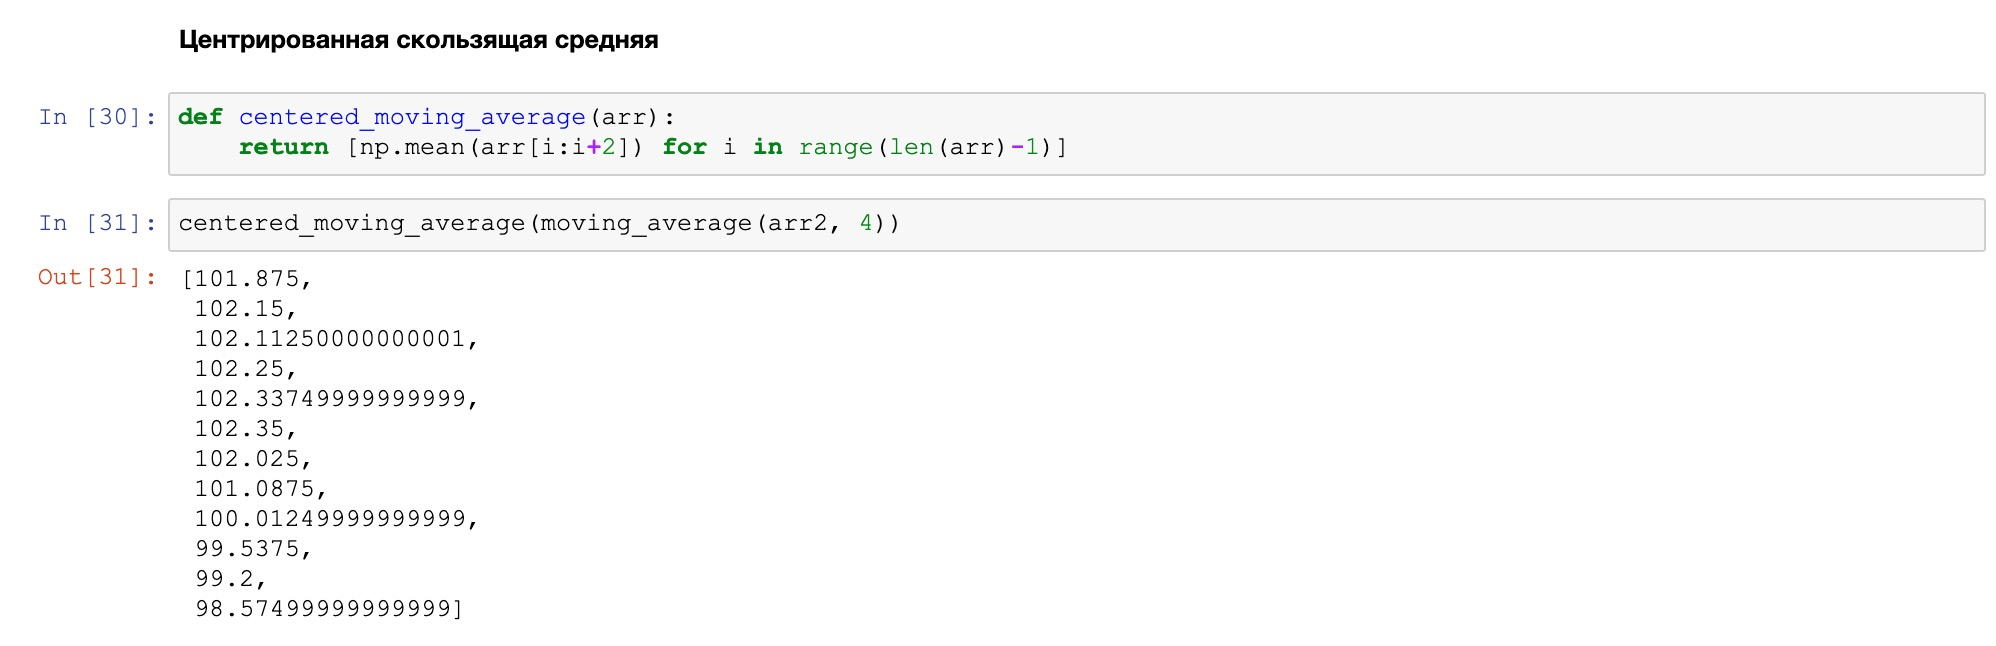 Центрированная скользящая средняя
In [30]: def centered_moving_average(arr):
return [np.mean(arr[i:i+2]) for i in range(len(arr)-1)]
In [31]: centered_moving_average(moving_average(arr2, 4))
Out[31]: [101.875,
102.15,
102.11250000000001,
102.25,
102.33749999999999,
102.35,
102.025,
101.0875,
100.01249999999999,
99.5375,
99.2,
98.57499999999999]